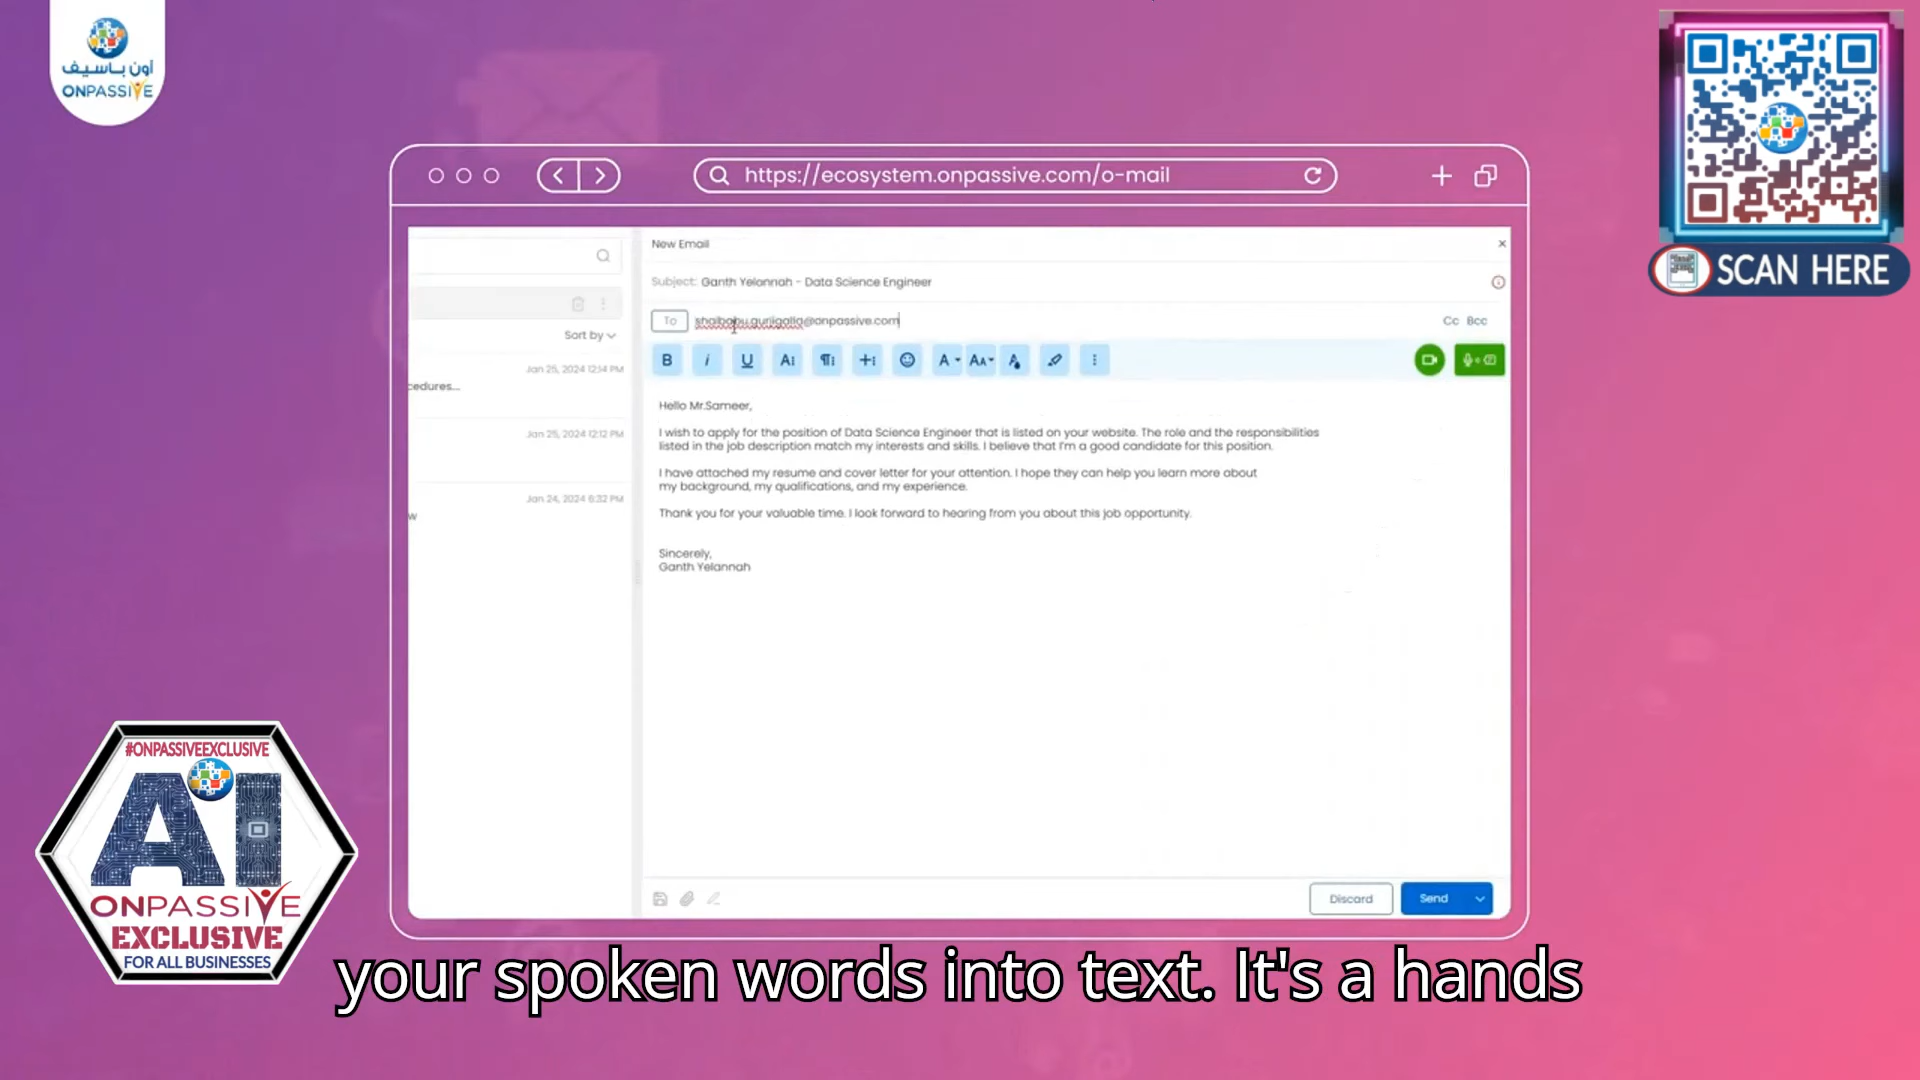 أون باسيف
ONPASSIVE
SCAN HERE
https://ecosystem.onpassive.com/o-mail
New Email
Subject: Ganth Yelannah - Data Science Engineer
To
Cc Bcc
Sort by
Jan 25, 2024 12:14 PM
cedures...
Jan 25, 2024 12:12 PM
Jan 24, 2024 6:32 PM
w
B i U
Hello Mr.Sameer,
I wish to apply for the position of Data Science Engineer that is listed on your website. The role and the responsibilities
listed in the job description match my interests and skills. I believe that I'm a good candidate for this position.
I have attached my resume and cover letter for your attention. I hope they can help you learn more about
my background, my qualifications, and my experience.
Thank you for your valuable time. I look forward to hearing from you about this job opportunity.
Sincerely,
Ganth Yelannah
Discard
Send
#ONPASSIVEEXCLUSIVE
AI
ONPASSIVE
EXCLUSIVE
FOR ALL BUSINESSES
your spoken words into text. It's a hands